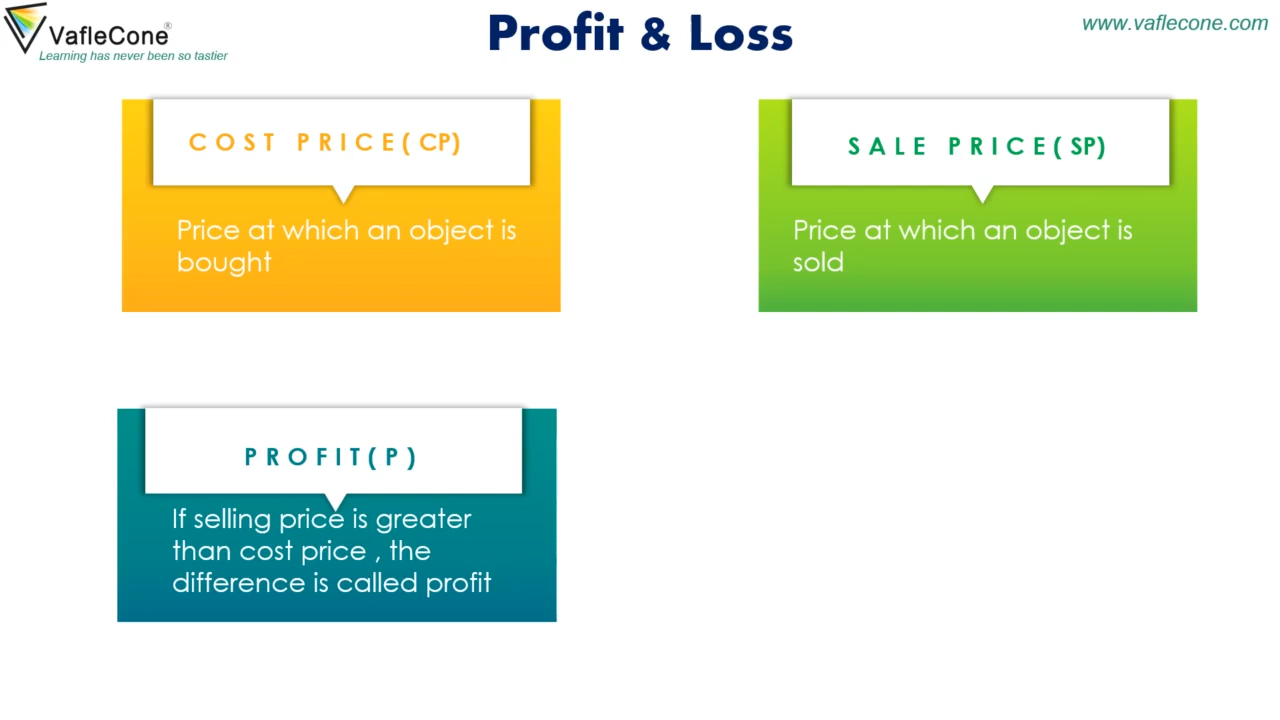 VafleCone®
Learning has never been so tastier
Profit & Loss
www.vaflecone.com
COST PRICE( CP)
Price at which an object is
bought
SALE PRICE( SP)
Price at which an object is
sold
PROFIT( P )
If selling price is greater
than cost price , the
difference is called profit